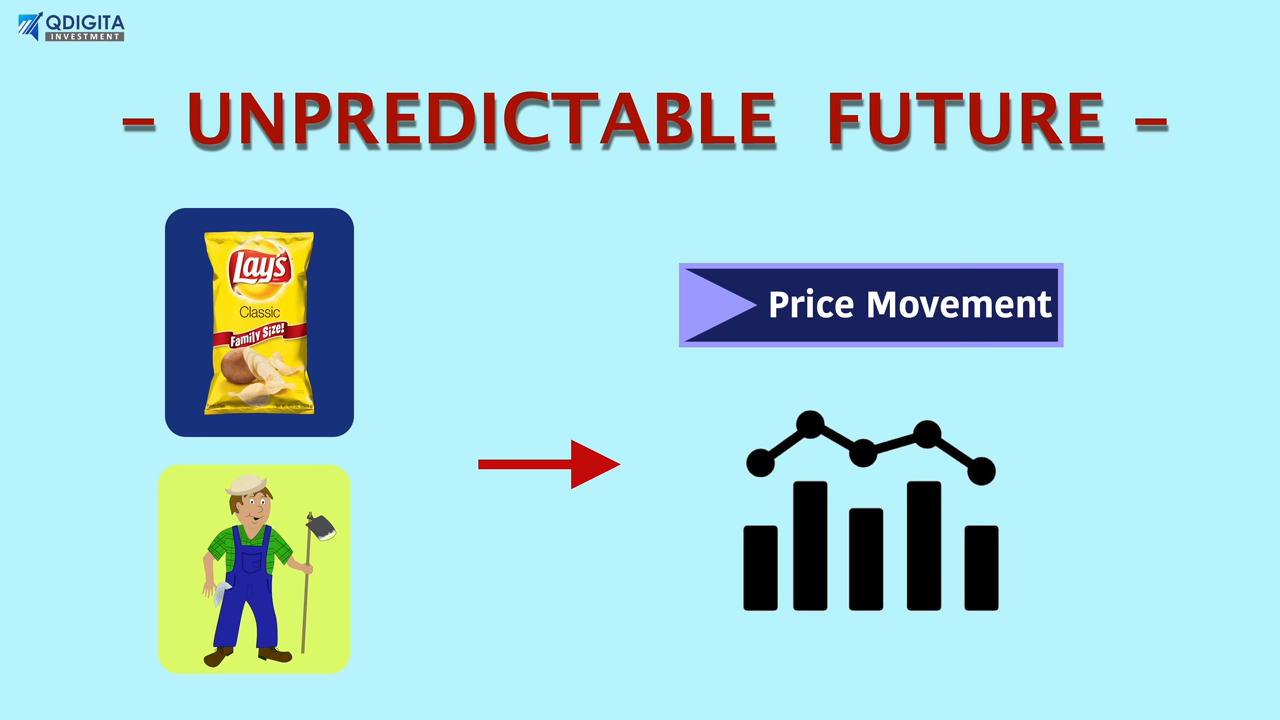 QDIGITA
INVESTMENT
- UNPREDICTABLE FUTURE -
Lay's
Classic
Family Size!
Price Movement